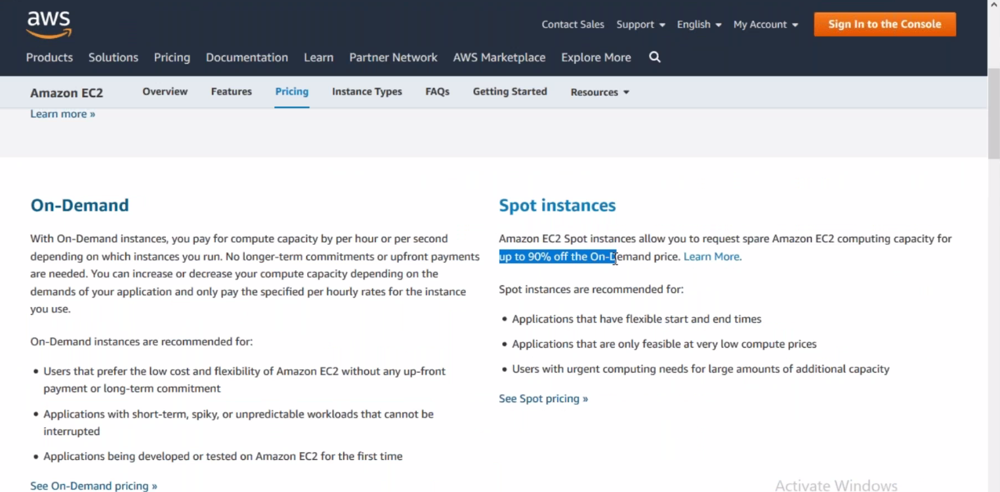 aws
Contact Sales Support English My Account Sign In to the Console
Products Solutions Pricing Documentation Learn Partner Network AWS Marketplace Explore More
Amazon EC2 Overview Features Pricing Instance Types FAQs Getting Started Resources
Learn more »
On-Demand
With On-Demand instances, you pay for compute capacity by per hour or per second
depending on which instances you run. No longer-term commitments or upfront payments
are needed. You can increase or decrease your compute capacity depending on the
demands of your application and only pay the specified per hourly rates for the instance
you use.
On-Demand instances are recommended for:
• Users that prefer the low cost and flexibility of Amazon EC2 without any up-front
payment or long-term commitment
• Applications with short-term, spiky, or unpredictable workloads that cannot be
interrupted
• Applications being developed or tested on Amazon EC2 for the first time
See On-Demand pricing »
Spot instances
Amazon EC2 Spot instances allow you to request spare Amazon EC2 computing capacity for
up to 90% off the On-Demand price. Learn More.
Spot instances are recommended for:
• Applications that have flexible start and end times
• Applications that are only feasible at very low compute prices
• Users with urgent computing needs for large amounts of additional capacity
See Spot pricing »
Activate Windows